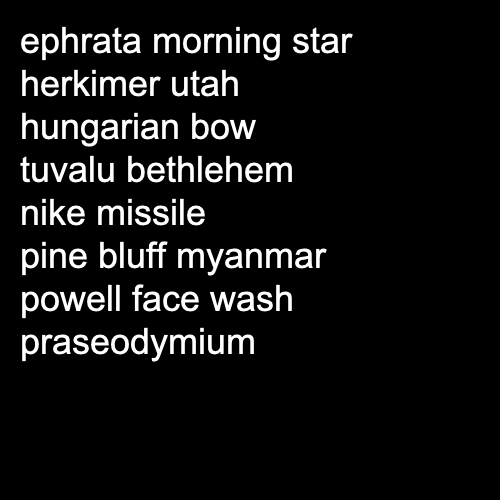 ephrata morning star
herkimer utah
hungarian bow
tuvalu bethlehem
nike missile
pine bluff myanmar
powell face wash
praseodymium